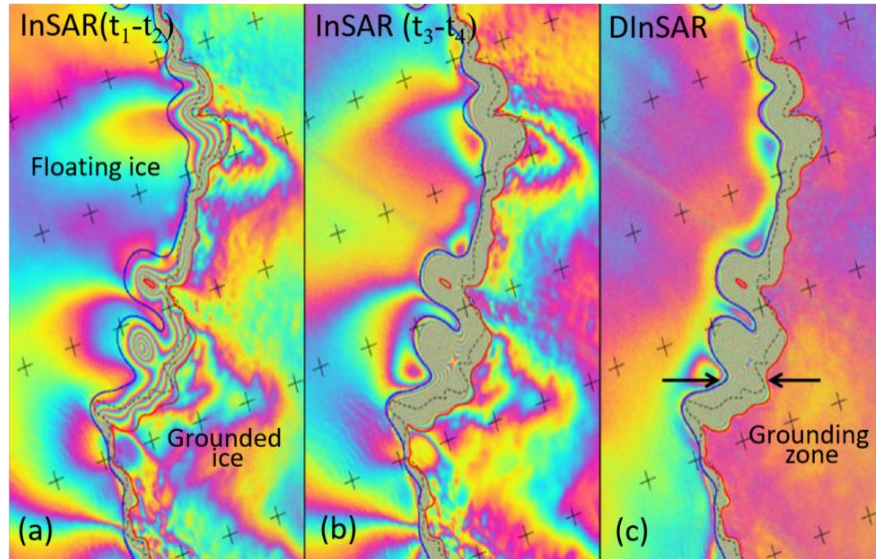 InSAR(t₁-t₂)
InSAR (t₃-t₄)
DInSAR
Floating ice
Grounded
ice
Grounding
zone
(a)
(b)
(c)